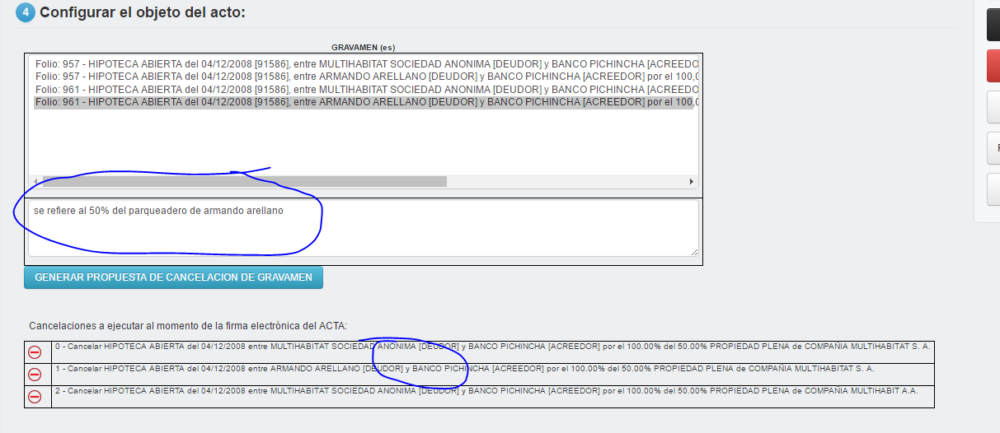 4 Configurar el objeto del acto:
GRAVAMEN (es)
Folio: 957 - HIPOTECA ABIERTA del 04/12/2008 [91586], entre MULTIHABITAT SOCIEDAD ANONIMA [DEUDOR] y BANCO PICHINCHA [ACREEDO
Folio: 957 - HIPOTECA ABIERTA del 04/12/2008 [91586], entre ARMANDO ARELLANO [DEUDOR] y BANCO PICHINCHA [ACREEDOR] por el 100,0
Folio: 961 - HIPOTECA ABIERTA del 04/12/2008 [91586], entre MULTIHABITAT SOCIEDAD ANONIMA [DEUDOR] y BANCO PICHINCHA [ACREEDO
Folio: 961 - HIPOTECA ABIERTA del 04/12/2008 [91586], entre ARMANDO ARELLANO [DEUDOR] y BANCO PICHINCHA [ACREEDOR] por el 100,0
se refiere al 50% del parqueadero de armando arellano
GENERAR PROPUESTA DE CANCELACION DE GRAVAMEN
Cancelaciones a ejecutar al momento de la firma electrónica del ACTA:
0 - Cancelar HIPOTECA ABIERTA del 04/12/2008 entre MULTIHABITAT SOCIEDAD ANONIMA [DEUDOR] y BANCO PICHINCHA [ACREEDOR] por el 100.00% del 50.00% PROPIEDAD PLENA de COMPAÑIA MULTIHABITAT S. A.
1 - Cancelar HIPOTECA ABIERTA del 04/12/2008 entre ARMANDO ARELLANO [DEUDOR] y BANCO PICHINCHA [ACREEDOR] por el 100.00% del 50.00% PROPIEDAD PLENA de COMPAÑIA MULTIHABITAT S. A.
2 - Cancelar HIPOTECA ABIERTA del 04/12/2008 entre MULTIHABITAT SOCIEDAD ANONIMA [DEUDOR] y BANCO PICHINCHA [ACREEDOR] por el 100.00% del 50.00% PROPIEDAD PLENA de COMPAÑIA MULTIHABIT A.A.